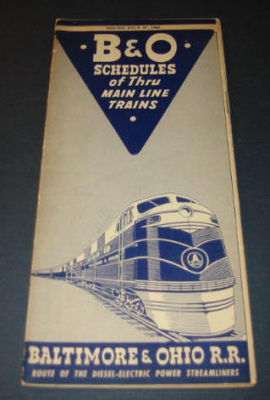 B&O
SCHEDULES
of Thru
MAIN LINE
TRAINS
BALTIMORE & OHIO R.R.
ROUTE OF THE DIESEL-ELECTRIC POWER STREAMLINERS